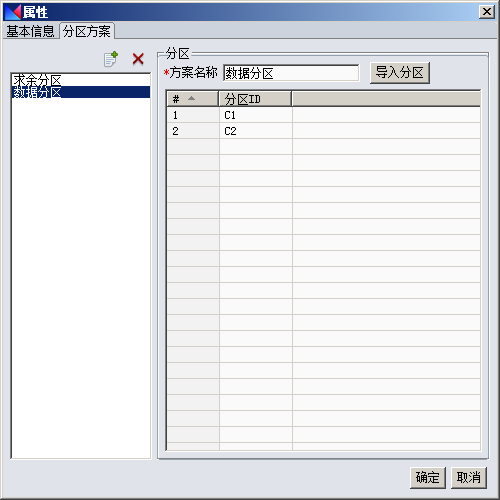 属性
基本信息 分区方案
求余分区
数据分区
分区
*方案名称 数据分区 导入分区
# 分区ID
1 C1
2 C2
确定 取消